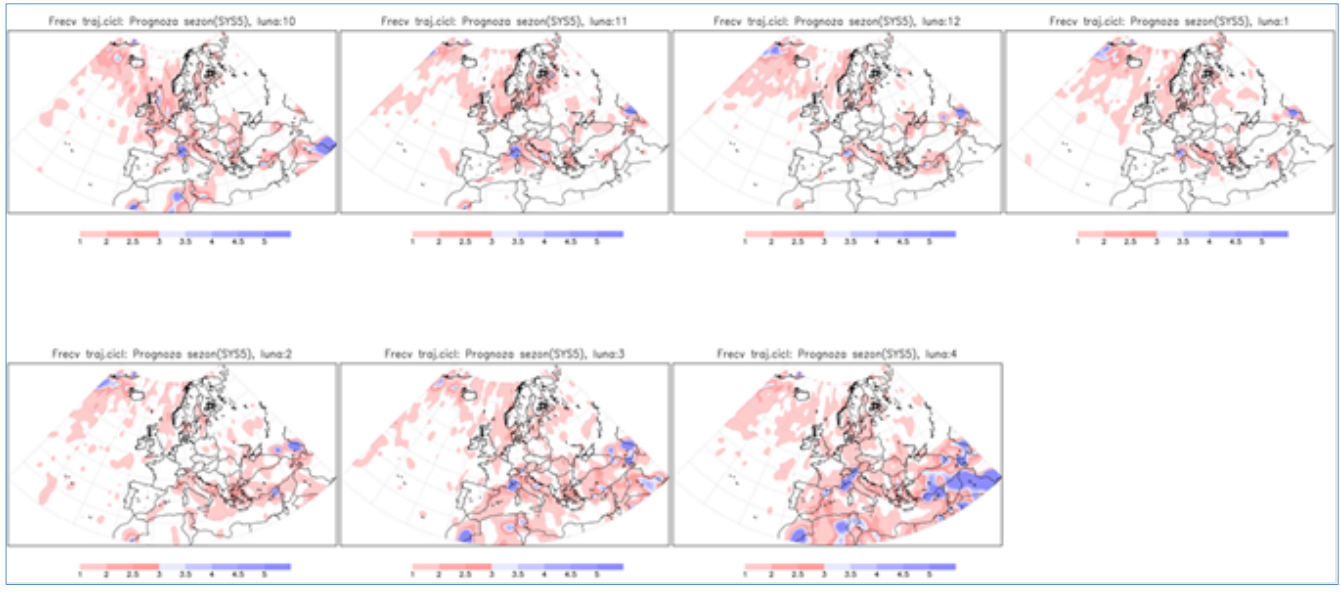 Frecv traj.cicl: Prognoza sezon(SYS5), luna:10
Frecv traj.cicl: Prognoza sezon(SYS5), luna:11
Frecv traj.cicl: Prognoza sezon(SYS5), luna:12
Frecv traj.cicl: Prognoza sezon(SYS5), luna:1
1 2 2.5 3 3.5 4 4.5 5
1 2 2.5 3 3.5 4 4.5 5
1 2 2.5 3 3.5 4 4.5 5
1 2 2.5 3 3.5 4 4.5 5
Frecv traj.cicl: Prognoza sezon(SYS5), luna:2
Frecv traj.cicl: Prognoza sezon(SYS5), luna:3
Frecv traj.cicl: Prognoza sezon(SYS5), luna:4
1 2 2.5 3 3.5 4 4.5 5
1 2 2.5 3 3.5 4 4.5 5
1 2 2.5 3 3.5 4 4.5 5